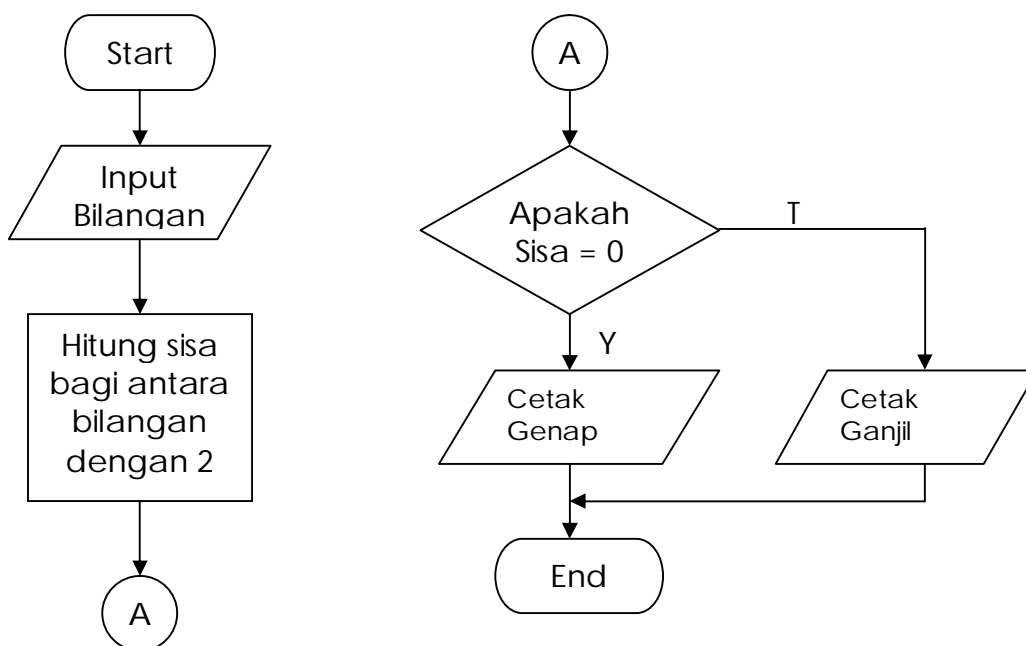 Start
Input
Bilangan
Hitung sisa
bagi antara
bilangan
dengan 2
A
A
Apakah
Sisa = 0
T
Y
Cetak
Genap
Cetak
Ganjil
End